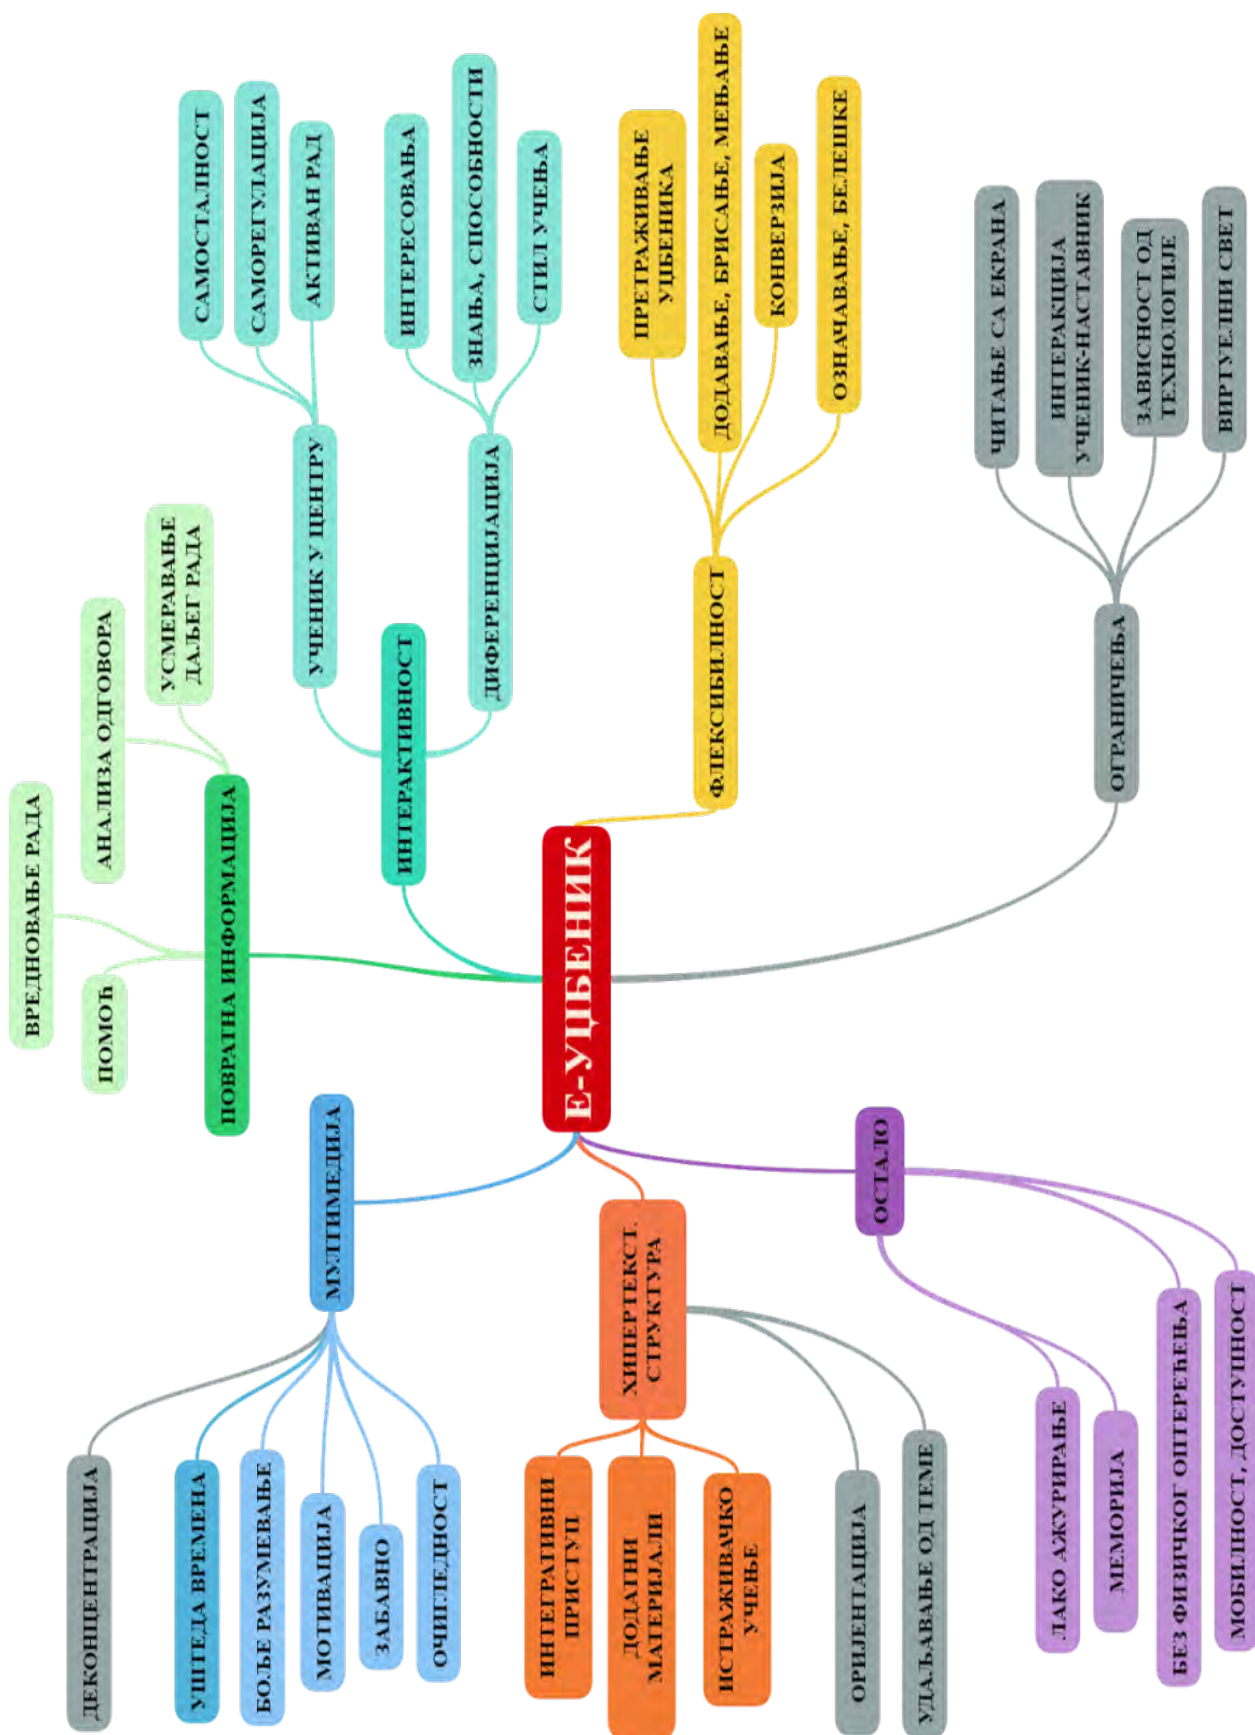 ВРЕДНОВАЊЕ РАДА
ПОМОЋ
АНАЛИЗА ОДГОВОРА
УСМЕРАВАЊЕ
ДАЉЕГ РАДА
ПОВРАТНА ИНФОРМАЦИЈА
САМОСТАЛНОСТ
САМОРЕГУЛАЦИЈА
АКТИВАН РАД
УЧЕНИК У ЦЕНТРУ
ИНТЕРЕСОВАЊА
ЗНАЊА, СПОСОБНОСТИ
СТИЛ УЧЕЊА
ДИФЕРЕНЦИЈАЦИЈА
ИНТЕРАКТИВНОСТ
ДЕКОНЦЕНТРАЦИЈА
УШТЕДА ВРЕМЕНА
БОЉЕ РАЗУМЕВАЊЕ
МОТИВАЦИЈА
ЗАБАВНО
ОЧИГЛЕДНОСТ
МУЛТИМЕДИЈА
Е-УЏБЕНИК
ПРЕТРАЖИВАЊЕ
УЏБЕНИКА
ДОДАВАЊЕ, БРИСАЊЕ, МЕЊАЊЕ
КОНВЕРЗИЈА
ОЗНАЧАВАЊЕ, БЕЛЕШКЕ
ФЛЕКСИБИЛНОСТ
ИНТЕГРАТИВНИ
ПРИСТУП
ДОДАТНИ
МАТЕРИЈАЛИ
ИСТРАЖИВАЧКО
УЧЕЊЕ
ХИПЕРТЕКСТ.
СТРУКТУРА
ОРИЈЕНТАЦИЈА
УДАЉАВАЊЕ ОД ТЕМЕ
ОСТАЛО
ЛАКО АЖУРИРАЊЕ
МЕМОРИЈА
БЕЗ ФИЗИЧКОГ ОПТЕРЕЂЕЊА
МОБИЛНОСТ, ДОСТУПНОСТ
ЧИТАЊЕ СА ЕКРАНА
ИНТЕРАКЦИЈА
УЧЕНИК-НАСТАВНИК
ЗАВИСНОСТ ОД
ТЕХНОЛОГИЈЕ
ВИРТУЕЛНИ СВЕТ
ОГРАНИЧЕЊА